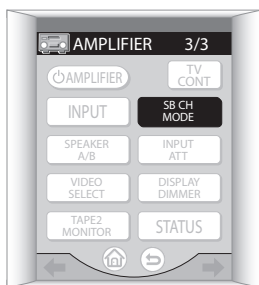 AMPLIFIER 3/3
AMPLIFIER
TV
CONT
INPUT
SB CH
MODE
SPEAKER
A/B
INPUT
ATT
VIDEO
SELECT
DISPLAY
DIMMER
TAPE2
MONITOR
STATUS